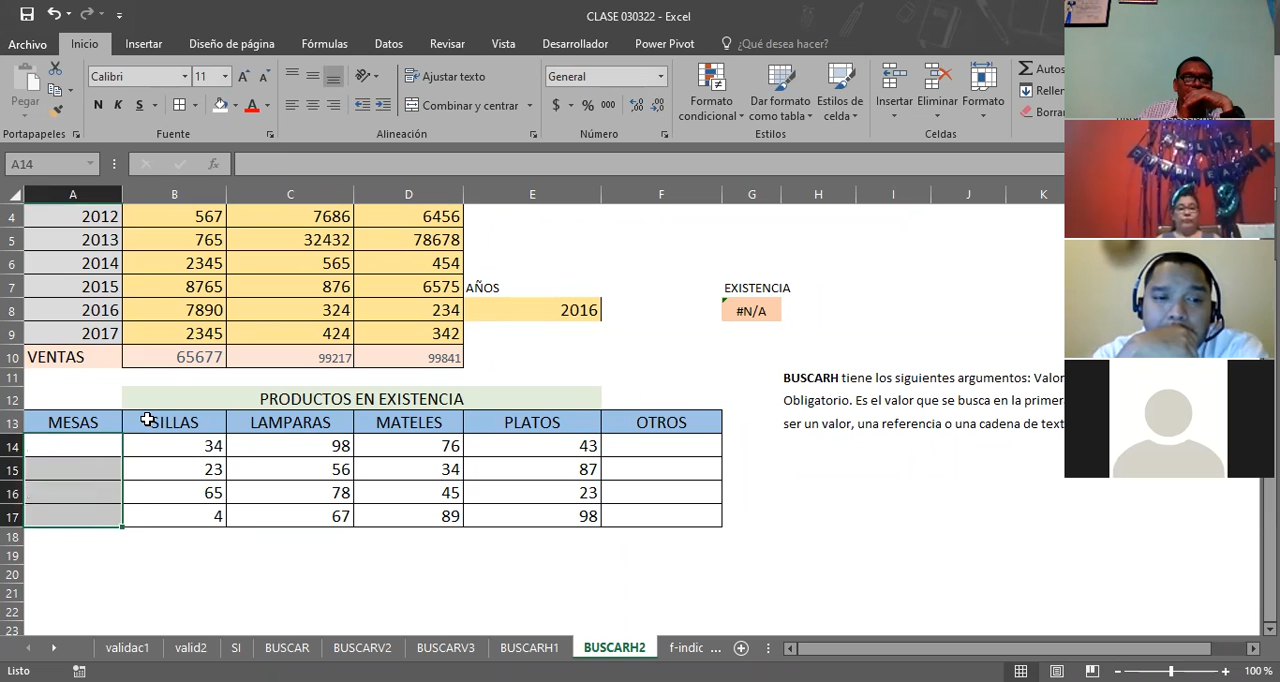 CLASE 030322 - Excel
Archivo Inicio Insertar Diseño de página Fórmulas Datos Revisar Vista Desarrollador Power Pivot ¿Qué desea hacer?
Pegar
Calibri 11
N K S
Ajustar texto
Combinar y centrar
General
$ % 000
Formato condicional
Dar formato como tabla
Estilos de celda
Insertar Eliminar Formato
Autos
Rellen
Borrar
Portapapeles Fuente Alineación Número Estilos Celdas
A14 fx
A B C D E F G H I J K
4 2012 567 7686 6456
5 2013 765 32432 78678
6 2014 2345 565 454
7 2015 8765 876 6575 AÑOS EXISTENCIA
8 2016 7890 324 234 2016 #N/A
9 2017 2345 424 342
10 VENTAS 65677 99217 99841
11 BUSCARH tiene los siguientes argumentos: Valor
12 PRODUCTOS EN EXISTENCIA Obligatorio. Es el valor que se busca en la primera
13 MESAS SILLAS LAMPARAS MATELES PLATOS OTROS ser un valor, una referencia o una cadena de text
14 34 98 76 43
15 23 56 34 87
16 65 78 45 23
17 4 67 89 98
18
19
20
21
22
23
validac1 valid2 SI BUSCAR BUSCARV2 BUSCARV3 BUSCARH1 BUSCARH2 f-indic ...
Listo 100 %